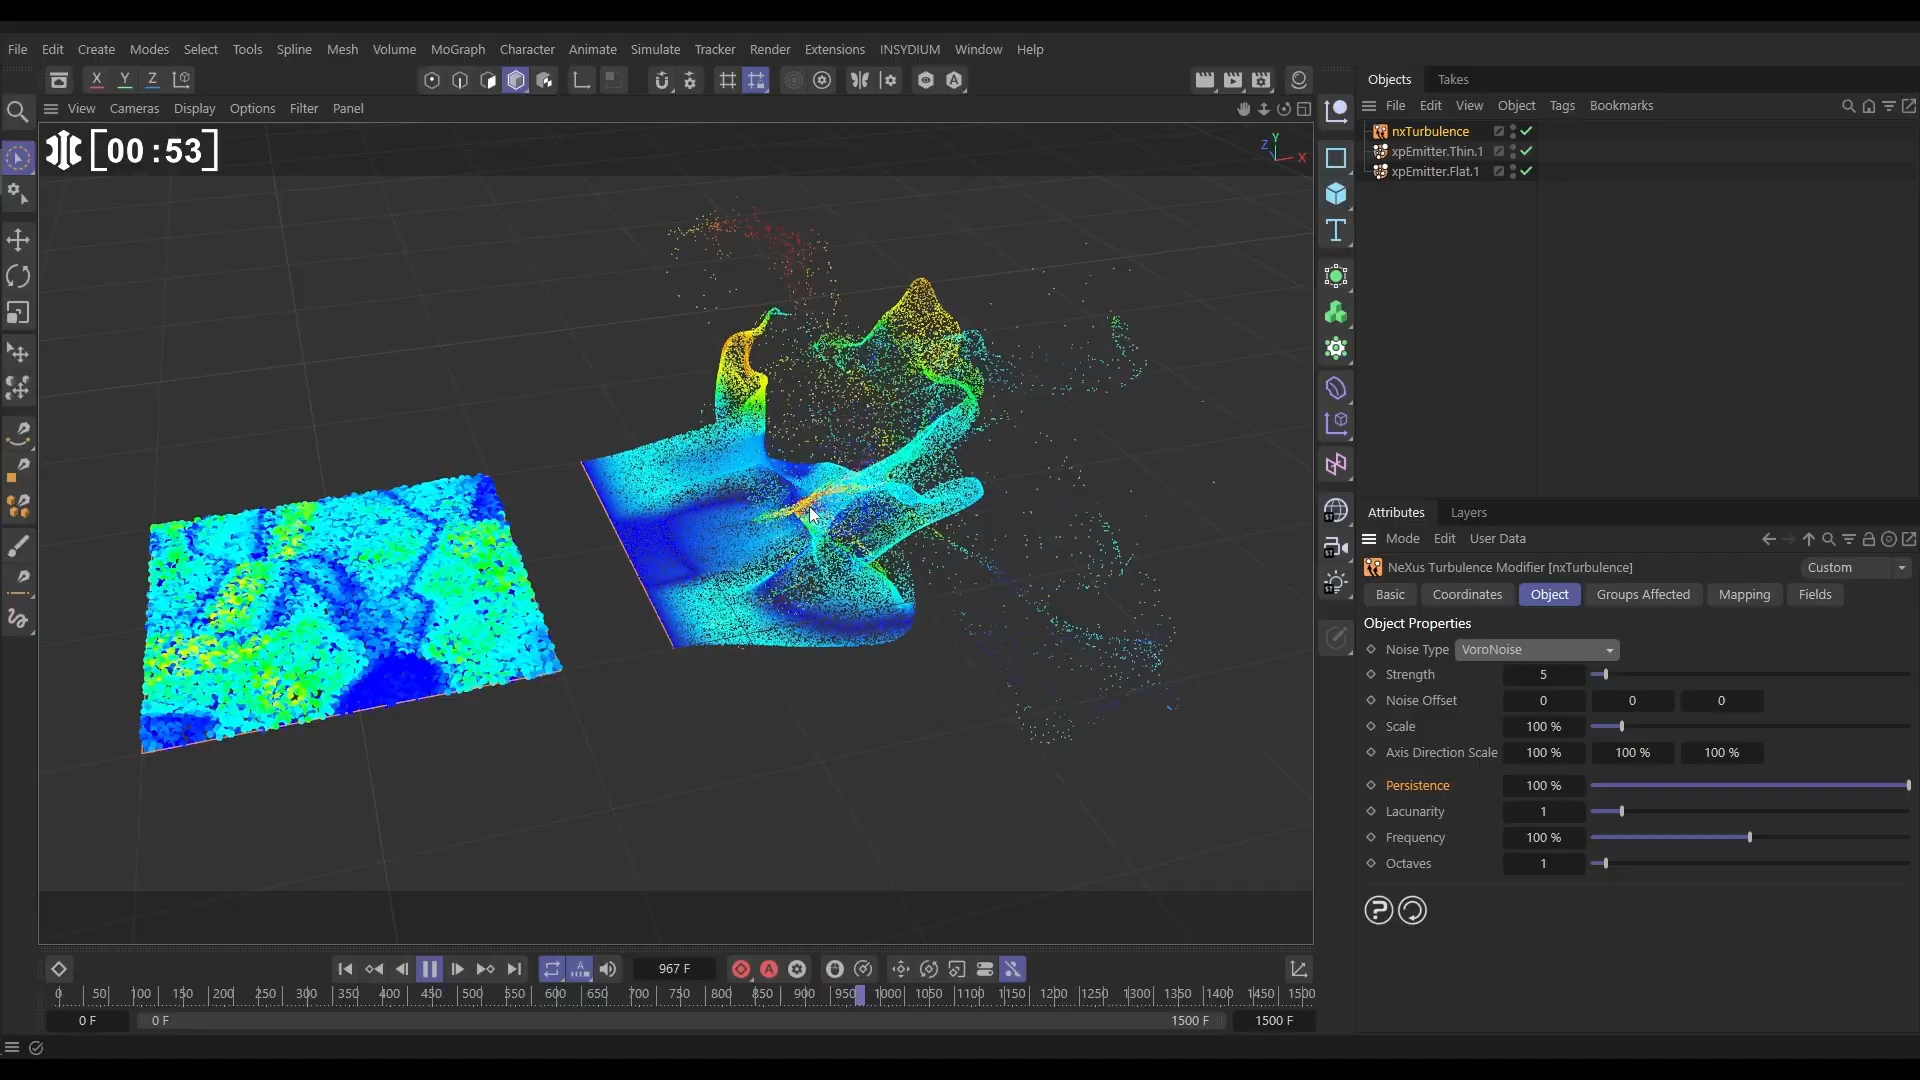 File Edit Create Modes Select Tools Spline Mesh Volume MoGraph Character Animate Simulate Tracker Render Extensions INSYDIUM Window Help
X Y Z
View Cameras Display Options Filter Panel
[00:53]
Y
Z
X
Objects Takes
File Edit View Object Tags Bookmarks
nxTurbulence
xpEmitter.Thin.1
xpEmitter.Flat.1
Attributes Layers
Mode Edit User Data
NeXus Turbulence Modifier [nxTurbulence] Custom
Basic Coordinates Object Groups Affected Mapping Fields
Object Properties
Noise Type VoroNoise
Strength 5
Noise Offset 0 0 0
Scale 100 %
Axis Direction Scale 100 % 100 % 100 %
Persistence 100 %
Lacunarity 1
Frequency 100 %
Octaves 1
967 F
0 50 100 150 200 250 300 350 400 450 500 550 600 650 700 750 800 850 900 950 1000 1050 1100 1150 1200 1250 1300 1350 1400 1450 1500
0 F 0 F 1500 F 1500 F